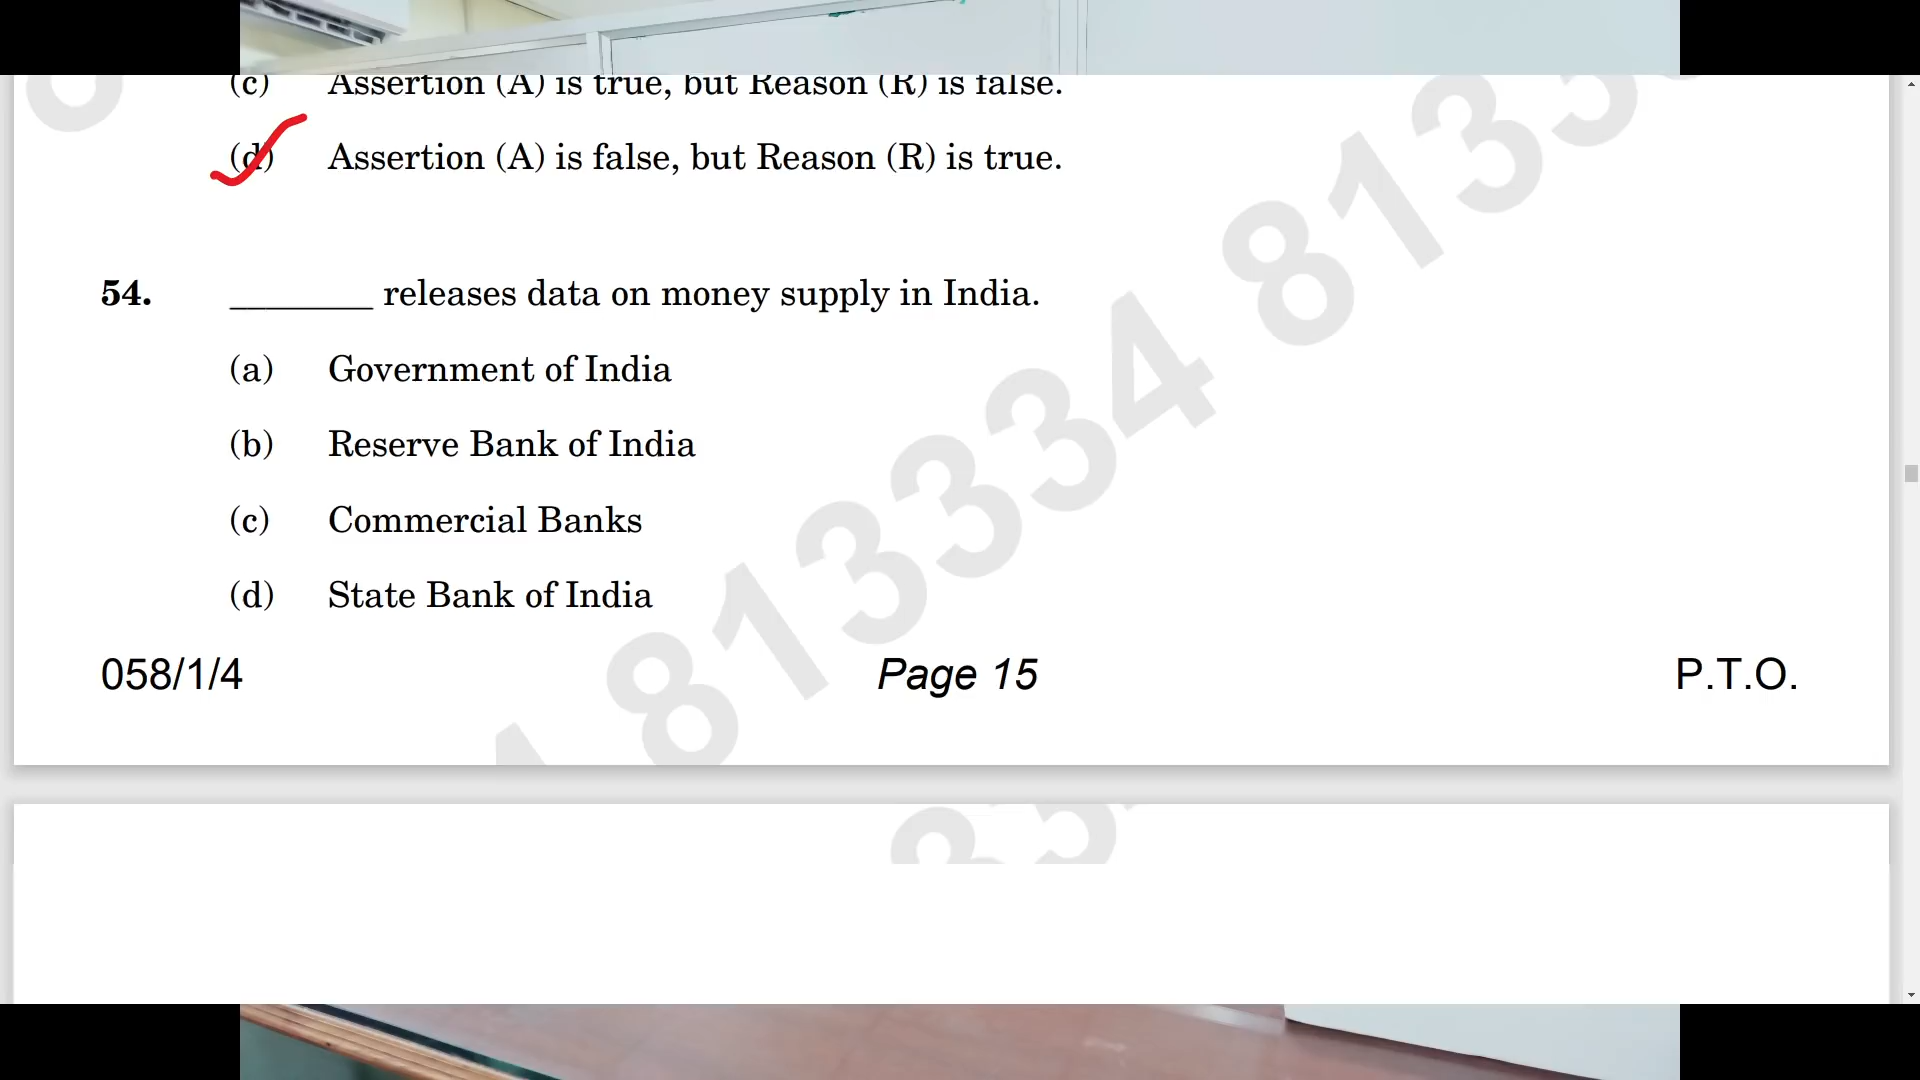 (c) Assertion (A) is true, but Reason (R) is false.
(d) Assertion (A) is false, but Reason (R) is true.
54. ________ releases data on money supply in India.
(a) Government of India
(b) Reserve Bank of India
(c) Commercial Banks
(d) State Bank of India
058/1/4 Page 15 P.T.O.
81334 8133